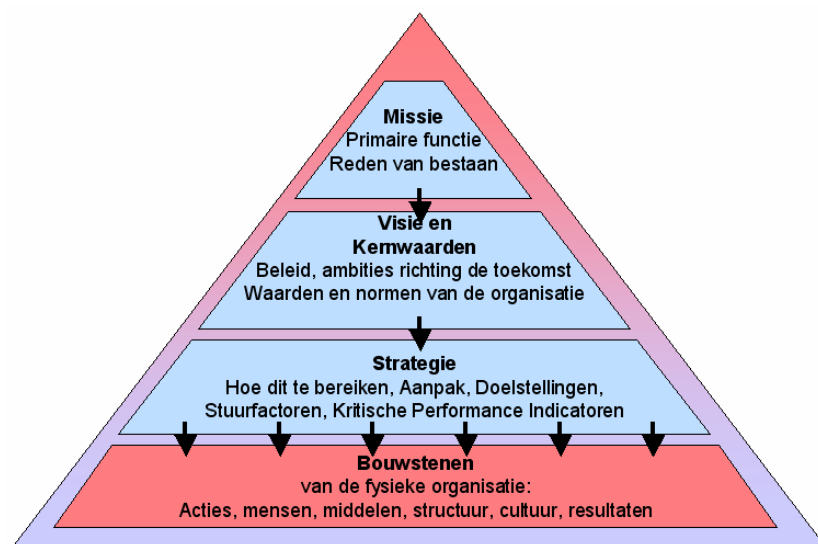 Missie
Primaire functie
Reden van bestaan
Visie en
Kernwaarden
Beleid, ambities richting de toekomst
Waarden en normen van de organisatie
Strategie
Hoe dit te bereiken, Aanpak, Doelstellingen,
Stuurfactoren, Kritische Performance Indicatoren
Bouwstenen
van de fysieke organisatie:
Acties, mensen, middelen, structuur, cultuur, resultaten